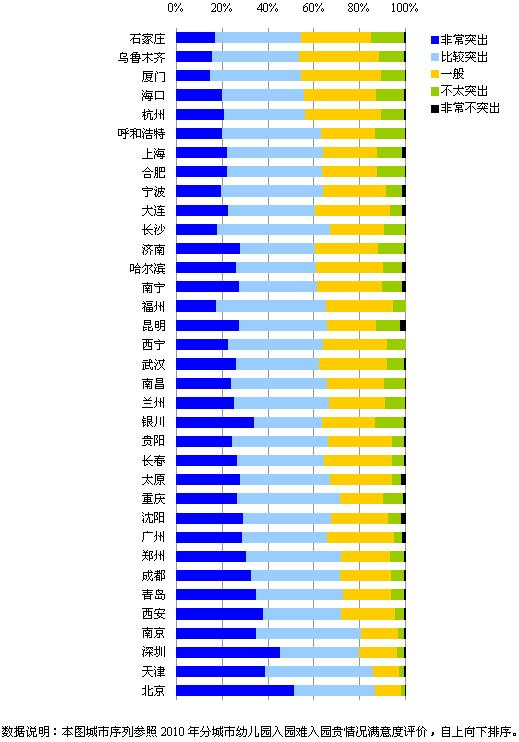 0% 20% 40% 60% 80% 100%
石家庄
乌鲁木齐
厦门
海口
杭州
呼和浩特
上海
合肥
宁波
大连
长沙
济南
哈尔滨
南宁
福州
昆明
西宁
武汉
南昌
兰州
银川
贵阳
长春
太原
重庆
沈阳
广州
郑州
成都
青岛
西安
南京
深圳
天津
北京
非常突出
比较突出
一般
不太突出
非常不突出
数据说明：本图城市序列参照 2010 年分城市幼儿园入园难入园贵情况满意度评价，自上向下排序。